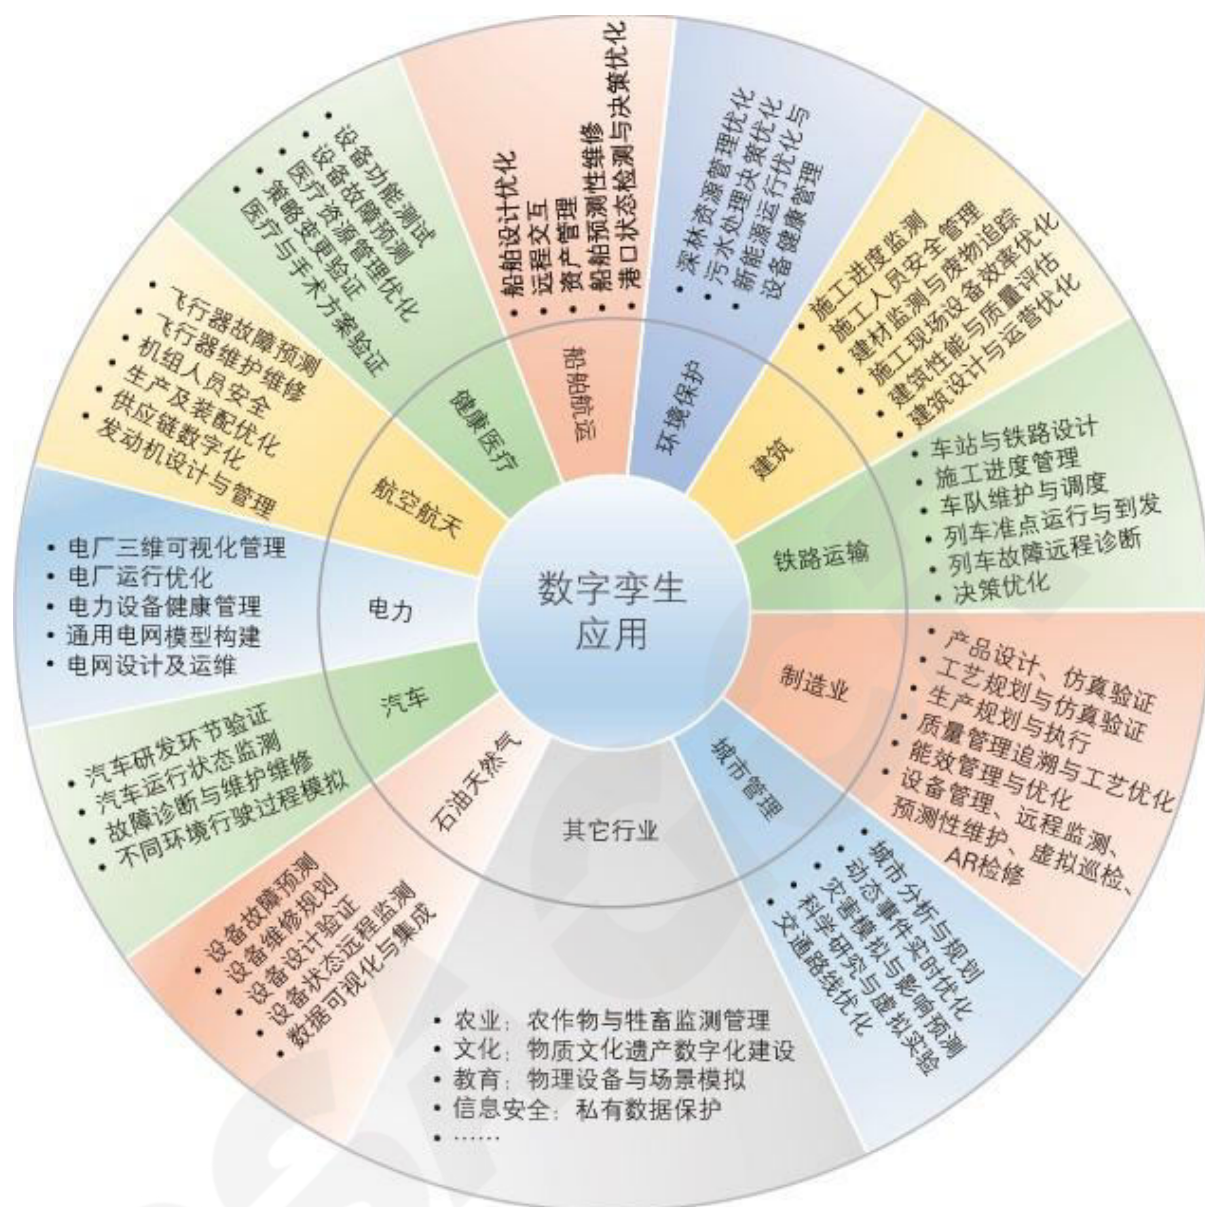 数字孪生
应用
船舶航运
• 船舶设计优化
• 远程交互
• 资产管理
• 船舶预测性维修
• 港口状态检测与决策优化
环境保护
• 深林资源管理优化
• 污水处理决策优化
• 新能源运行优化与
设备健康管理
建筑
• 施工进度监测
• 施工人员安全管理
• 建材监测与废物追踪
• 施工现场设备效率优化
• 建筑性能与质量评估
• 建筑设计与运营优化
铁路运输
• 车站与铁路设计
• 施工进度管理
• 车队维护与调度
• 列车准点运行与到发
• 列车故障远程诊断
• 决策优化
制造业
• 产品设计、仿真验证
• 工艺规划与仿真验证
• 生产规划与执行
• 质量管理追溯与工艺优化
• 能效管理与优化
• 设备管理、远程监测、
预测性维护、虚拟巡检、
AR检修
城市管理
• 城市分析与规划
• 动态事件实时优化
• 灾害模拟与影响预测
• 科学研究与虚拟实验
• 交通路线优化
其它行业
• 农业：农作物与牲畜监测管理
• 文化：物质文化遗产数字化建设
• 教育：物理设备与场景模拟
• 信息安全：私有数据保护
• ……
石油天然气
• 设备故障预测
• 设备维修规划
• 设备设计验证
• 设备状态远程监测
• 数据可视化与集成
汽车
• 汽车研发环节验证
• 汽车运行状态监测
• 故障诊断与维护维修
• 不同环境行驶过程模拟
电力
• 电厂三维可视化管理
• 电厂运行优化
• 电力设备健康管理
• 通用电网模型构建
• 电网设计及运维
航空航天
• 飞行器故障预测
• 飞行器维护维修
• 机组人员安全
• 生产及装配优化
• 供应链数字化
• 发动机设计与管理
健康医疗
• 设备功能测试
• 设备故障预测
• 医疗资源管理优化
• 策略变更验证
• 医疗与手术方案验证